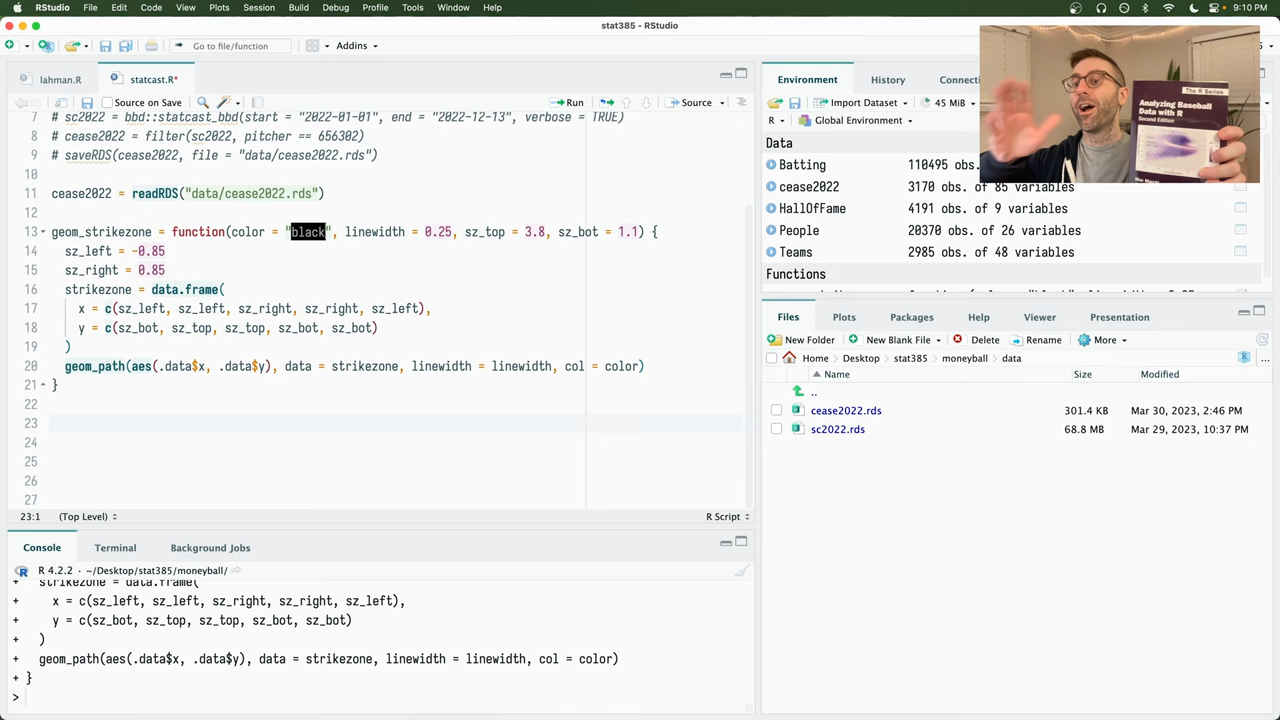 RStudio File Edit Code View Plots Session Build Debug Profile Tools Window Help 9:10 PM
stat385 - RStudio
Go to file/function Addins
lahman.R statcast.R*
Source on Save Run Source
7 # sc2022 = bbd::statcast_bbd(start = "2022-01-01", end = "2022-12-13", verbose = TRUE)
8 # cease2022 = filter(sc2022, pitcher == 656302)
9 # saveRDS(cease2022, file = "data/cease2022.rds")
10
11 cease2022 = readRDS("data/cease2022.rds")
12
13 geom_strikezone = function(color = "black", linewidth = 0.25, sz_top = 3.8, sz_bot = 1.1) {
14 sz_left = -0.85
15 sz_right = 0.85
16 strikezone = data.frame(
17 x = c(sz_left, sz_left, sz_right, sz_right, sz_left),
18 y = c(sz_bot, sz_top, sz_top, sz_bot, sz_bot)
19 )
20 geom_path(aes(.data$x, .data$y), data = strikezone, linewidth = linewidth, col = color)
21 }
22
23
24
25
26
27
23:1 (Top Level) R Script
Console Terminal Background Jobs
R 4.2.2 · ~/Desktop/stat385/moneyball/
strikezone = data.frame(
+ x = c(sz_left, sz_left, sz_right, sz_right, sz_left),
+ y = c(sz_bot, sz_top, sz_top, sz_bot, sz_bot)
+ )
+ geom_path(aes(.data$x, .data$y), data = strikezone, linewidth = linewidth, col = color)
+ }
>
Environment History
Import Dataset 45 MiB
R Global Environment
Data
Batting 110495 obs.
cease2022 3170 obs. of 85 variables
HallOfFame 4191 obs. of 9 variables
People 20370 obs. of 26 variables
Teams 2985 obs. of 48 variables
Functions
The R Series
Analyzing Baseball
Data with R
Second Edition
Files Plots Packages Help Viewer Presentation
New Folder New Blank File Delete Rename More
Home Desktop stat385 moneyball data ...
Name Size Modified
..
cease2022.rds 301.4 KB Mar 30, 2023, 2:46 PM
sc2022.rds 68.8 MB Mar 29, 2023, 10:37 PM